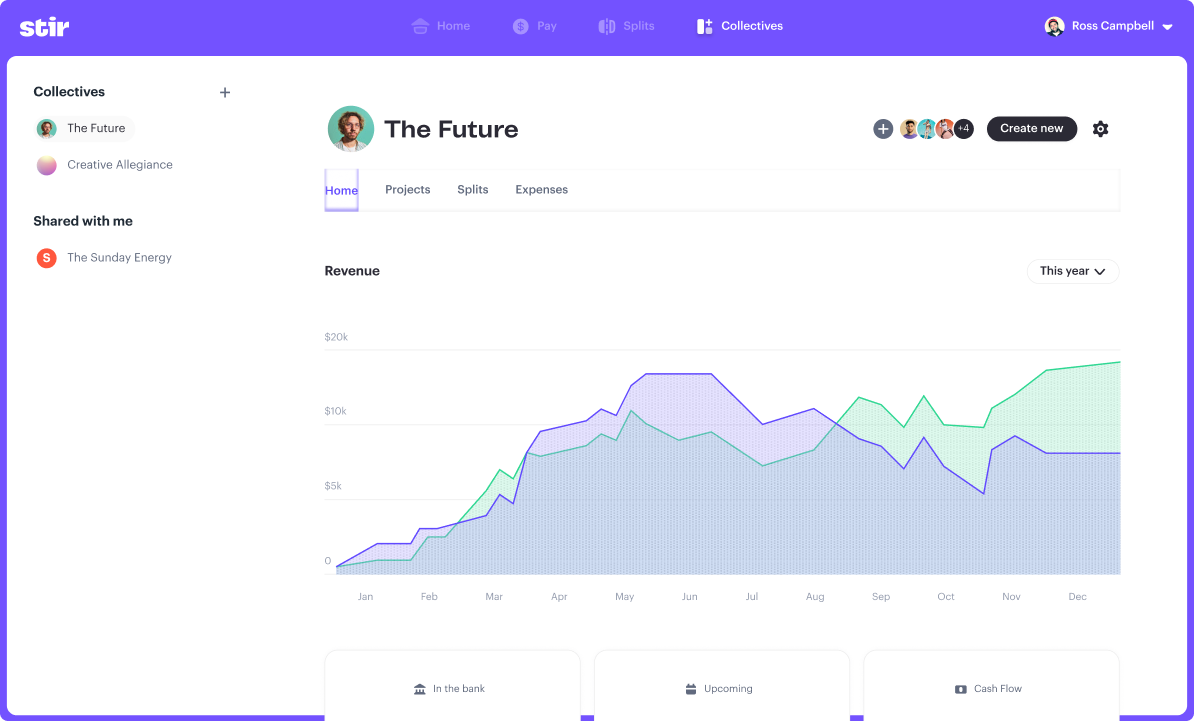 stir
Home
Pay
Splits
Collectives
Ross Campbell
Collectives
The Future
Creative Allegiance
Shared with me
S
The Sunday Energy
The Future
+4
Create new
Home
Projects
Splits
Expenses
Revenue
This year
$20k
$10k
$5k
0
Jan Feb Mar Apr May Jun Jul Aug Sep Oct Nov Dec
In the bank
Upcoming
Cash Flow